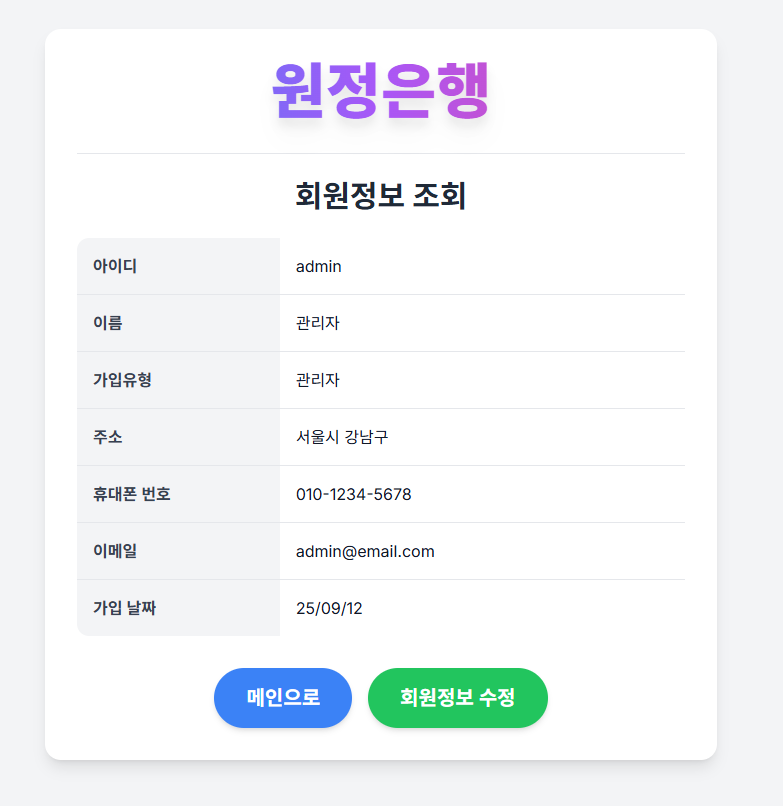 원정은행
회원정보 조회
아이디 admin
이름 관리자
가입유형 관리자
주소 서울시 강남구
휴대폰 번호 010-1234-5678
이메일 admin@email.com
가입 날짜 25/09/12
메인으로 회원정보 수정